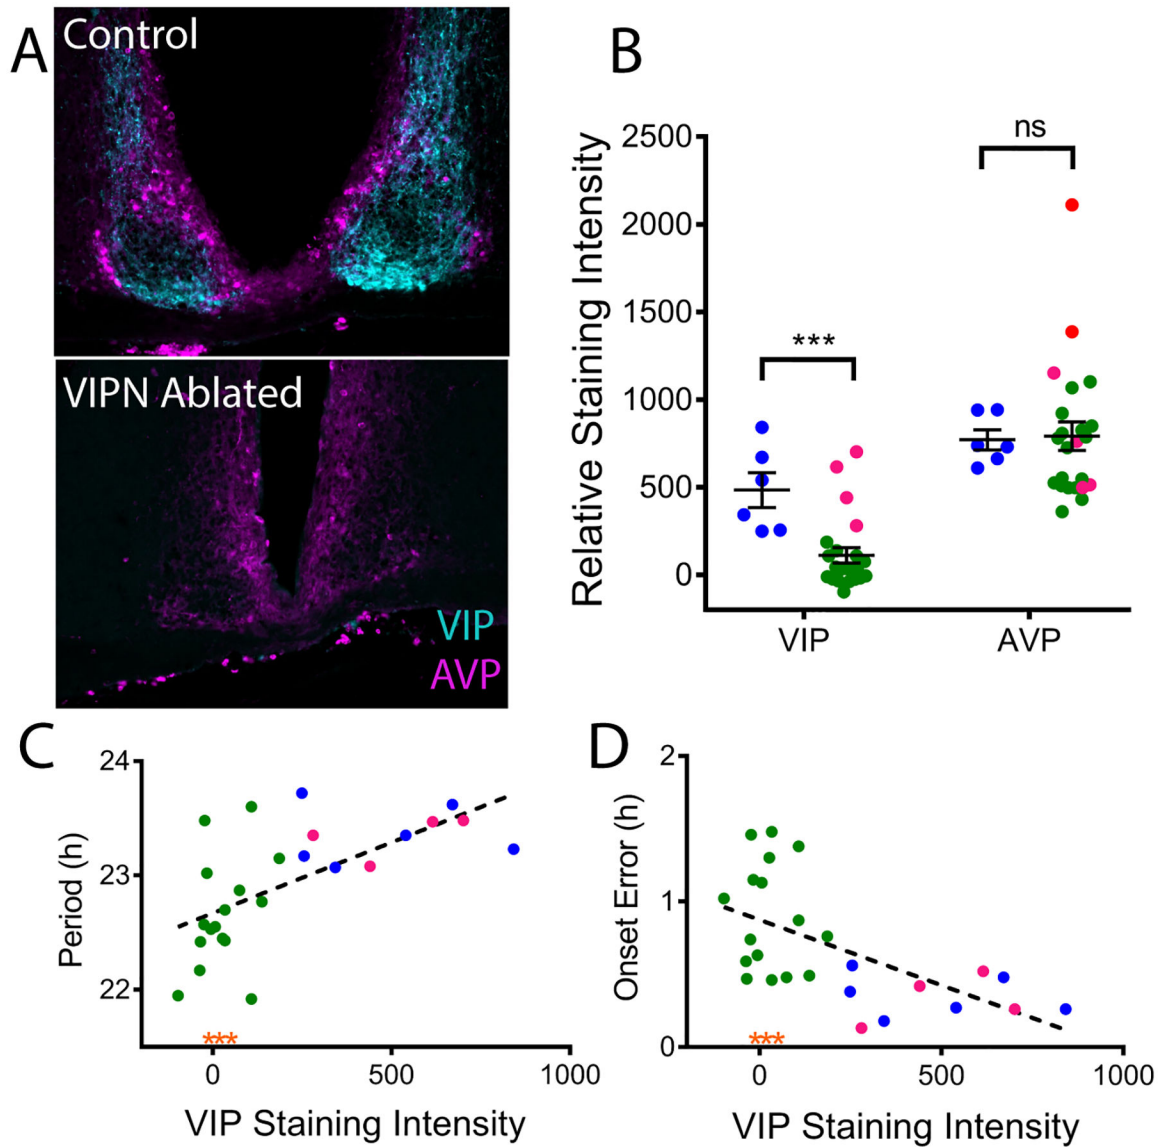 A
Control
VIPN Ablated
VIP
AVP
B
Relative Staining Intensity
2500
2000
1500
1000
500
0
***
ns
VIP
AVP
C
Period (h)
24
23
22
***
0
500
1000
VIP Staining Intensity
D
Onset Error (h)
2
1
0
***
0
500
1000
VIP Staining Intensity